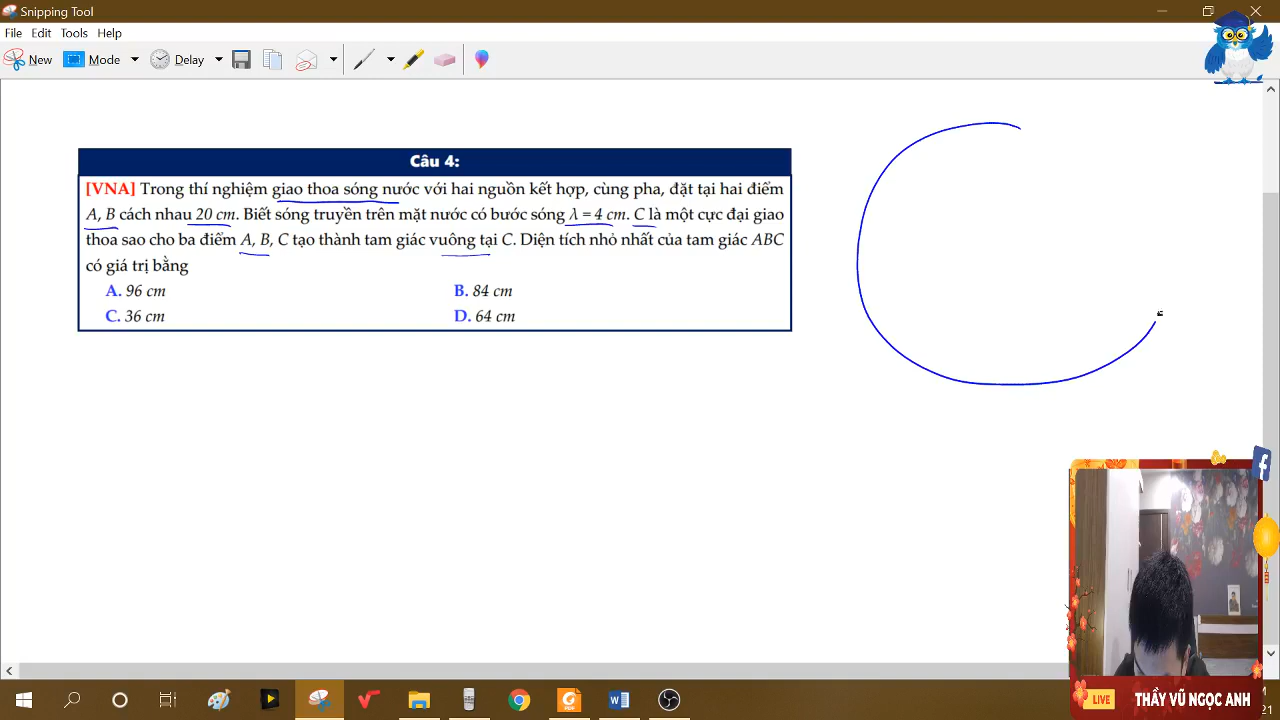 Snipping Tool
File Edit Tools Help
New Mode Delay
Câu 4:
[VNA] Trong thí nghiệm giao thoa sóng nước với hai nguồn kết hợp, cùng pha, đặt tại hai điểm
A, B cách nhau 20 cm. Biết sóng truyền trên mặt nước có bước sóng λ = 4 cm. C là một cực đại giao
thoa sao cho ba điểm A, B, C tạo thành tam giác vuông tại C. Diện tích nhỏ nhất của tam giác ABC
có giá trị bằng
A. 96 cm B. 84 cm
C. 36 cm D. 64 cm
LIVE THẦY VŨ NGỌC ANH